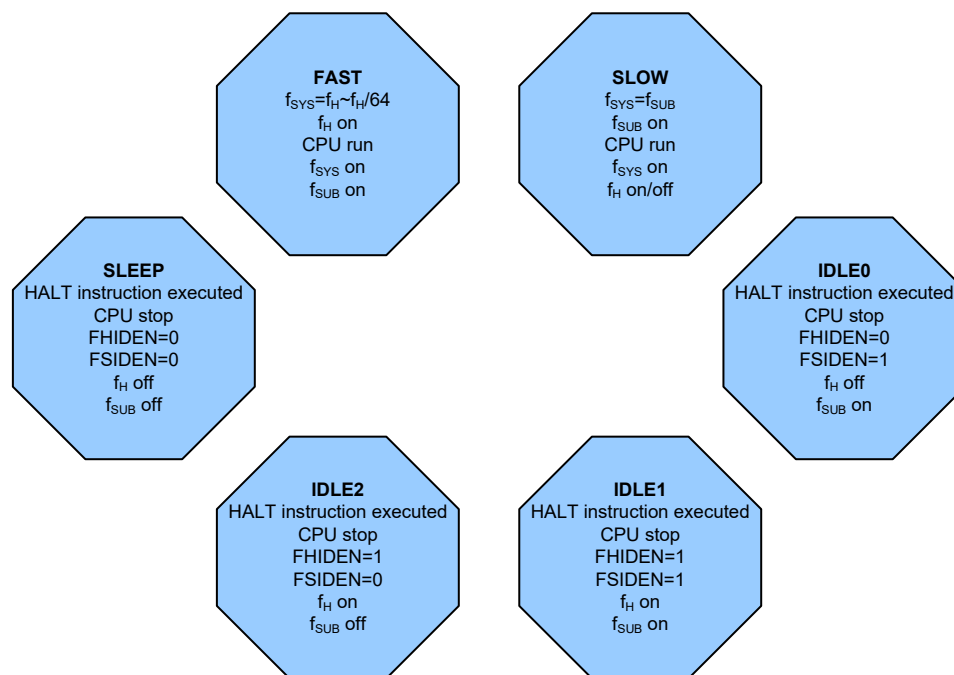 FAST
fSYS=fH~fH/64
fH on
CPU run
fSYS on
fSUB on
SLOW
fSYS=fSUB
fSUB on
CPU run
fSYS on
fH on/off
SLEEP
HALT instruction executed
CPU stop
FHIDEN=0
FSIDEN=0
fH off
fSUB off
IDLE0
HALT instruction executed
CPU stop
FHIDEN=0
FSIDEN=1
fH off
fSUB on
IDLE2
HALT instruction executed
CPU stop
FHIDEN=1
FSIDEN=0
fH on
fSUB off
IDLE1
HALT instruction executed
CPU stop
FHIDEN=1
FSIDEN=1
fH on
fSUB on